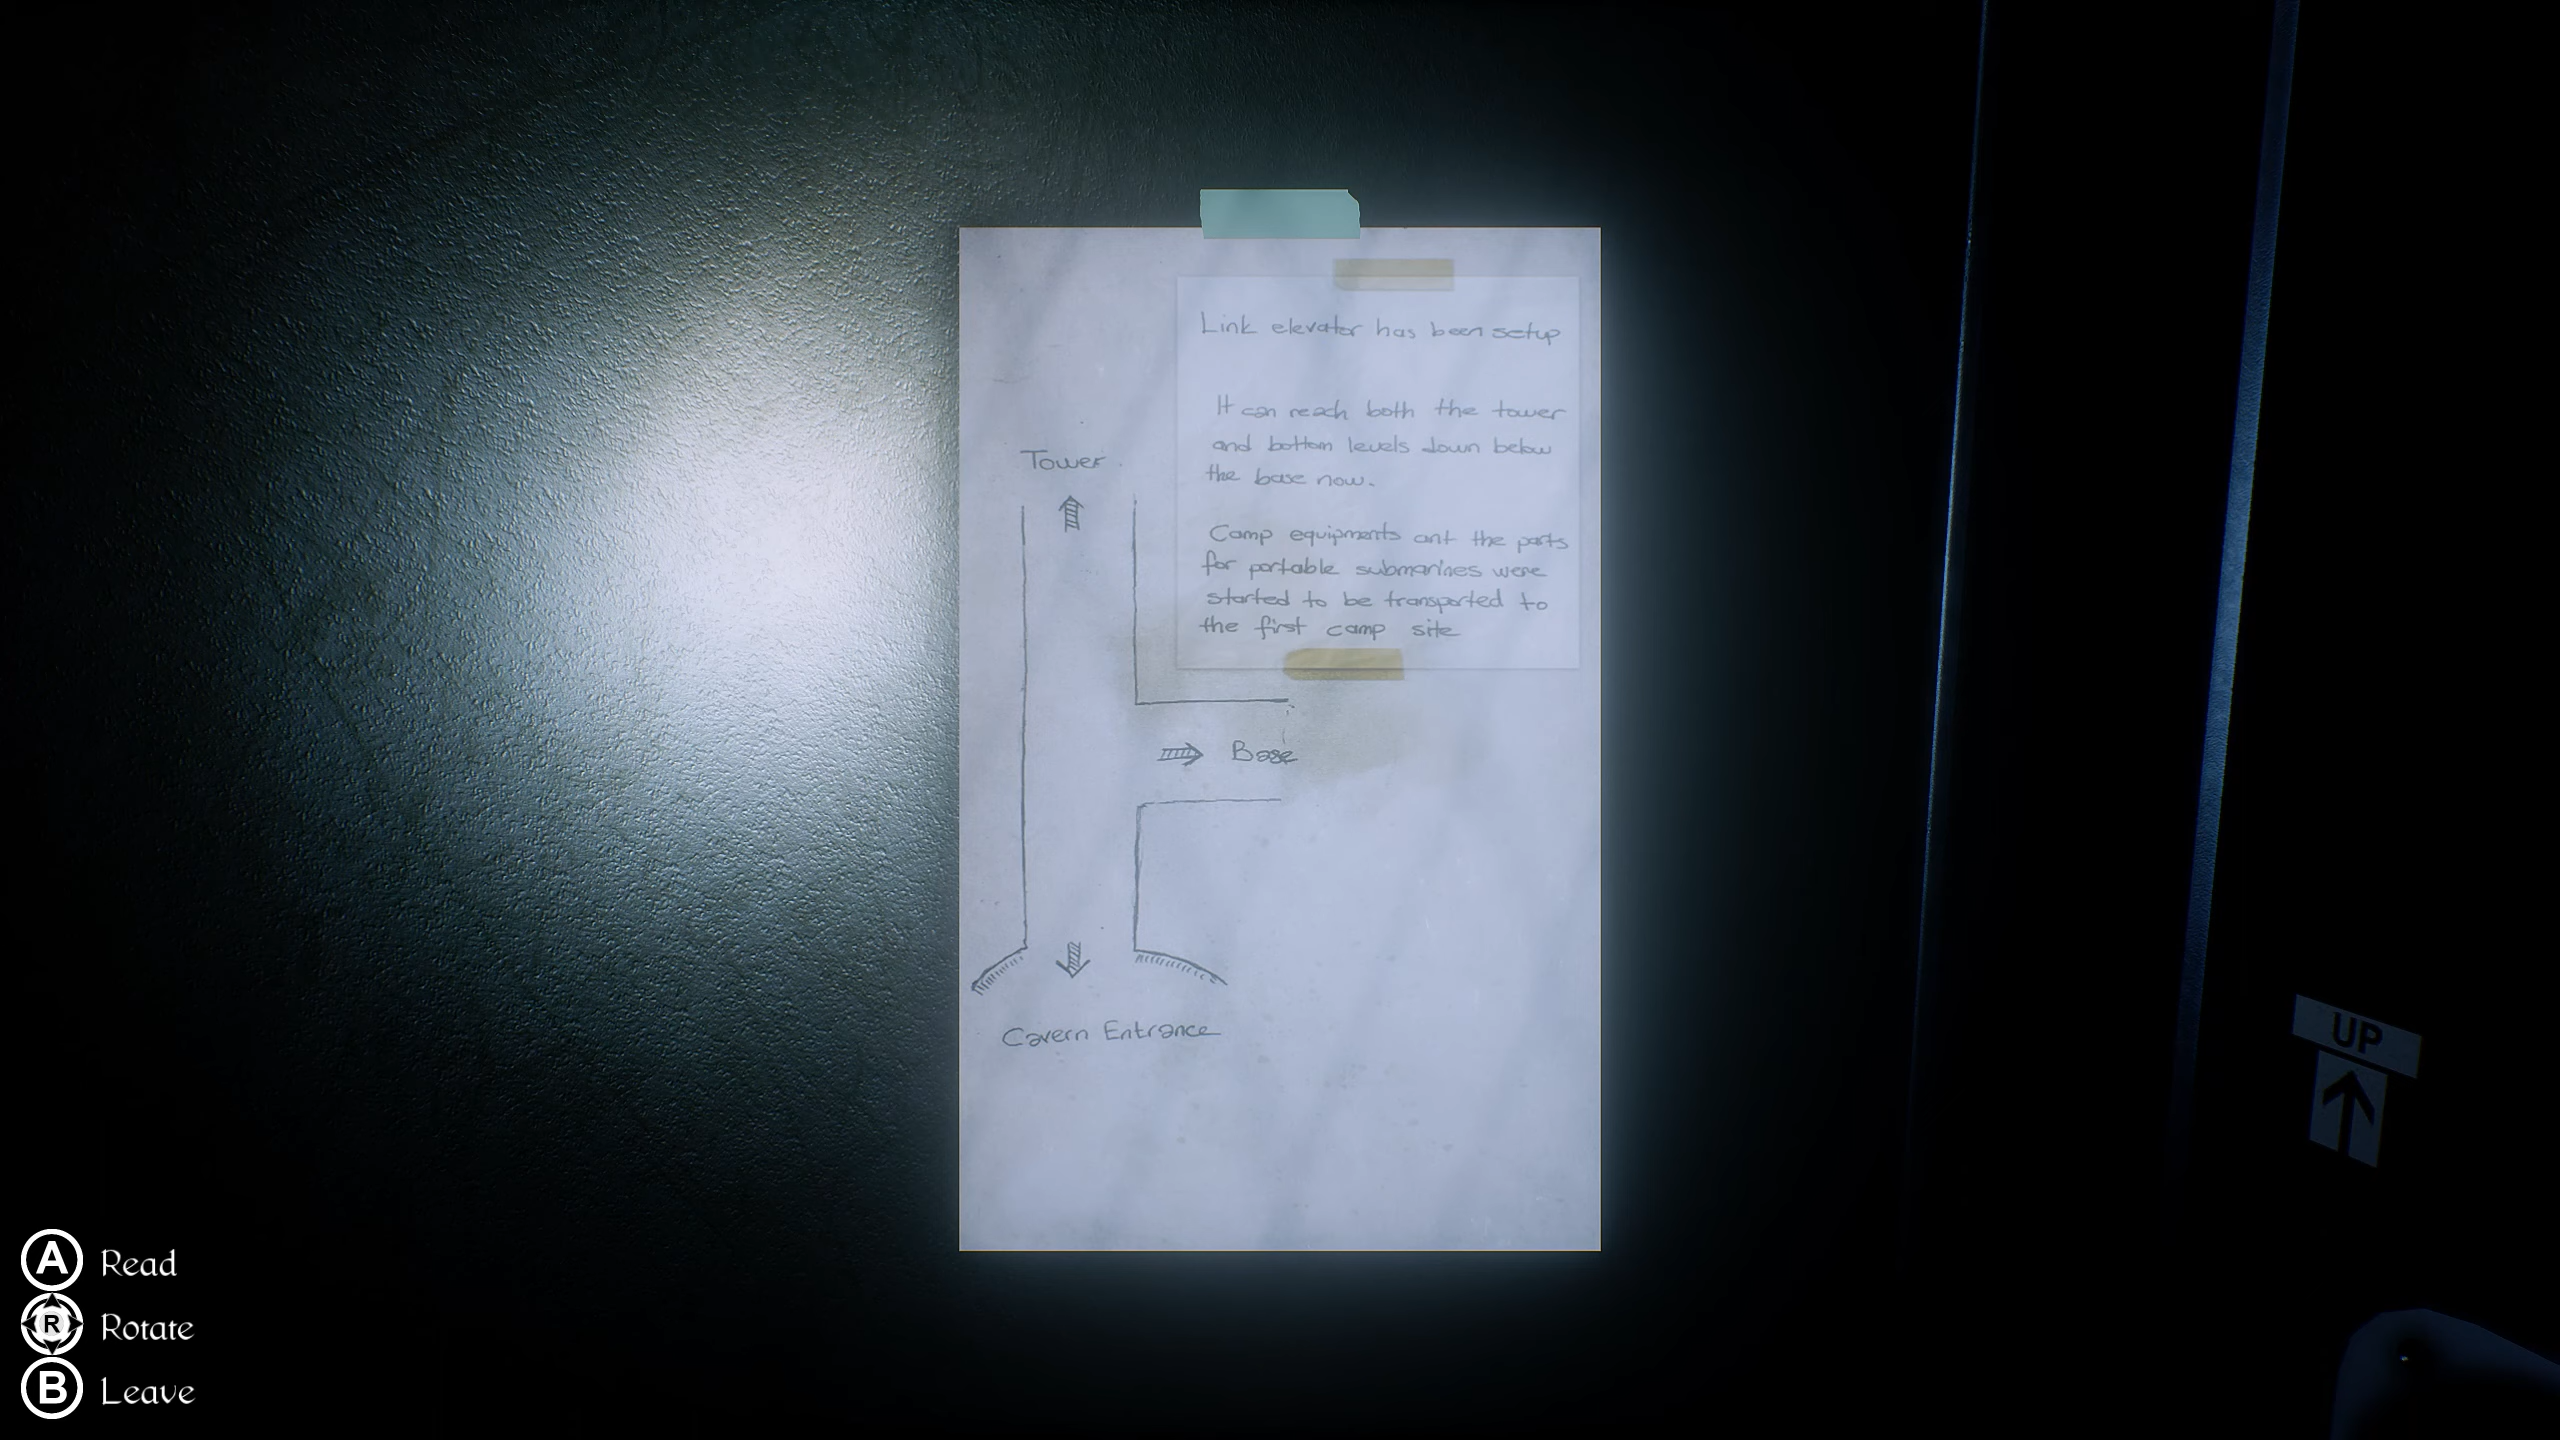 Link elevator has been setup
It can reach both the tower
and bottom levels down below
the base now.
Camp equipments ant the parts
for portable submarines were
started to be transported to
the first camp site
Tower
Base
Cavern Entrance
UP
A Read
R Rotate
B Leave